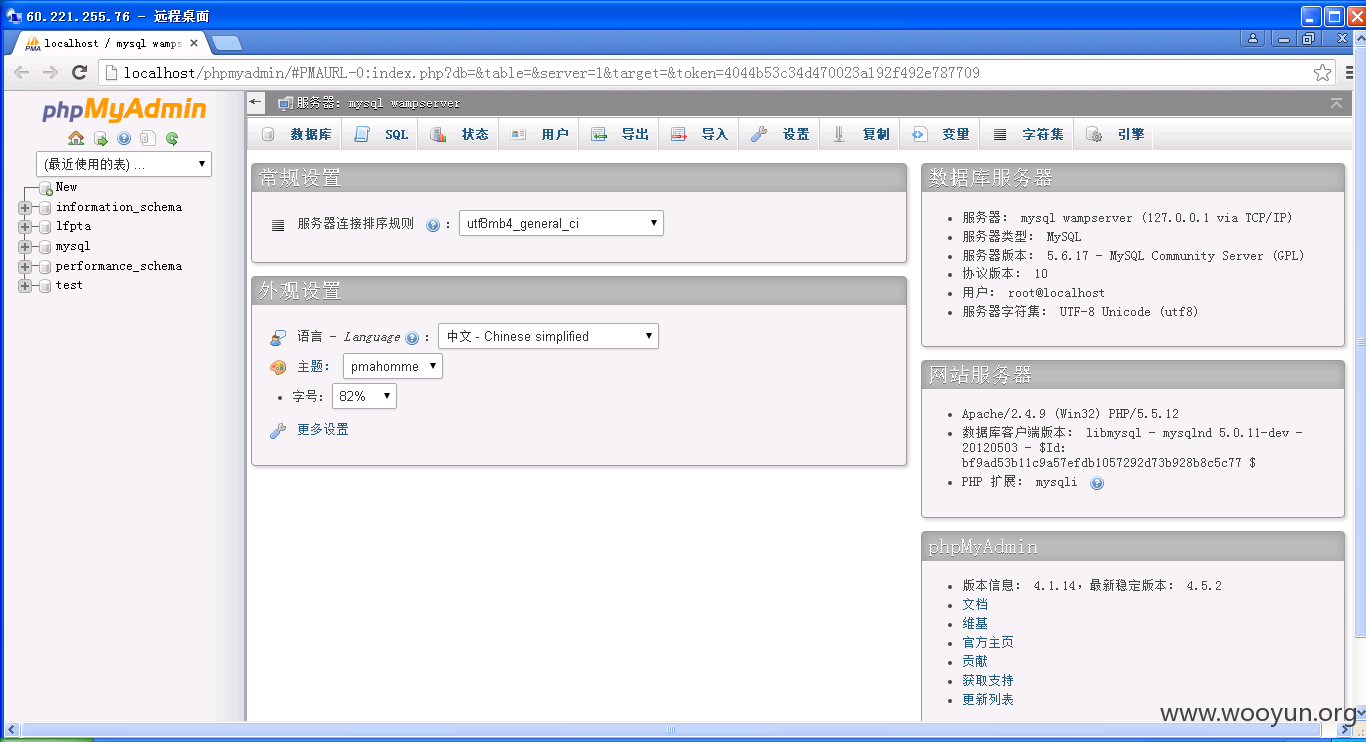 60.221.255.76 - 远程桌面
localhost / mysql wamps
localhost/phpmyadmin/#PMAURL-0:index.php?db=&table=&server=1&target=&token=4044b53c34d470023a192f492e787709
phpMyAdmin
(最近使用的表) ...
New
information_schema
lfpta
mysql
performance_schema
test
服务器: mysql wampserver
数据库 SQL 状态 用户 导出 导入 设置 复制 变量 字符集 引擎
常规设置
服务器连接排序规则 : utf8mb4_general_ci
外观设置
语言 - Language : 中文 - Chinese simplified
主题: pmahomme
字号: 82%
更多设置
数据库服务器
服务器: mysql wampserver (127.0.0.1 via TCP/IP)
服务器类型: MySQL
服务器版本: 5.6.17 - MySQL Community Server (GPL)
协议版本: 10
用户: root@localhost
服务器字符集: UTF-8 Unicode (utf8)
网站服务器
Apache/2.4.9 (Win32) PHP/5.5.12
数据库客户端版本: libmysql - mysqlnd 5.0.11-dev -
20120503 - $Id:
bf9ad53b11c9a57efdb1057292d73b928b8c5c77 $
PHP 扩展: mysqli
phpMyAdmin
版本信息: 4.1.14, 最新稳定版本: 4.5.2
文档
维基
官方主页
贡献
获取支持
更新列表
www.wooyun.org